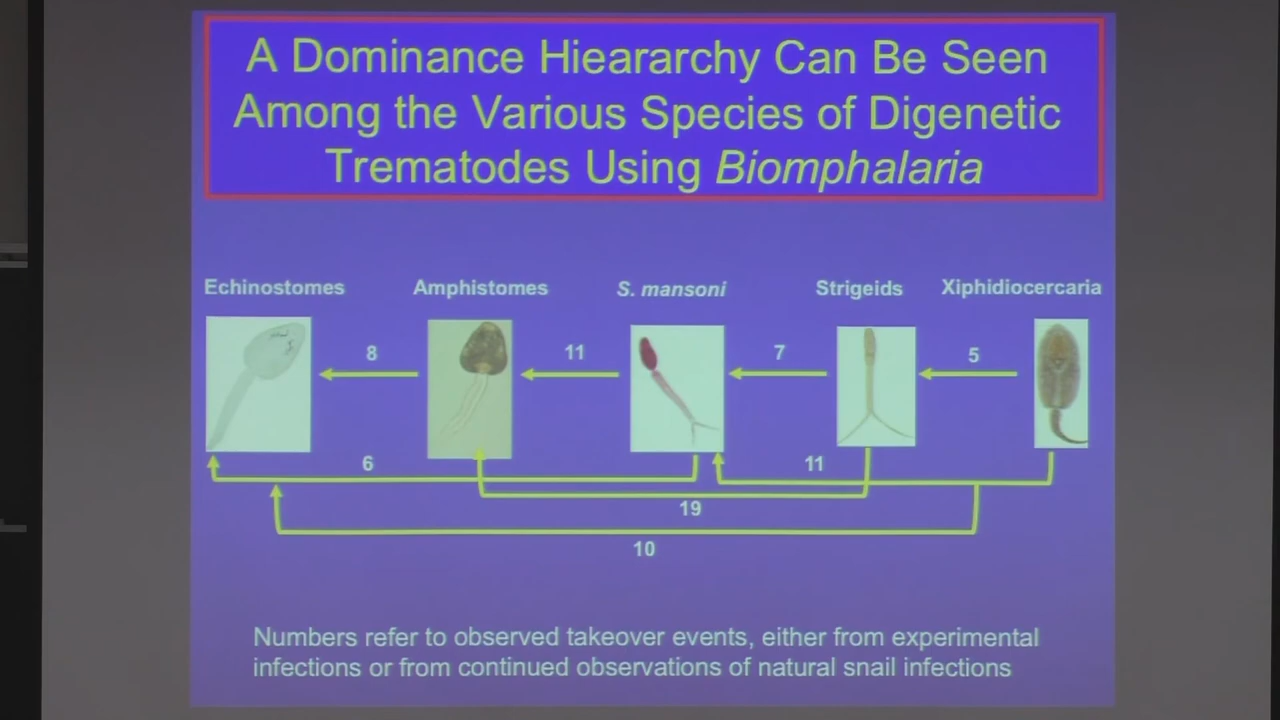 A Dominance Hieararchy Can Be Seen
Among the Various Species of Digenetic
Trematodes Using Biomphalaria
Echinostomes Amphistomes S. mansoni Strigeids Xiphidiocercaria
8 11 7 5
6 11
19
10
Numbers refer to observed takeover events, either from experimental
infections or from continued observations of natural snail infections